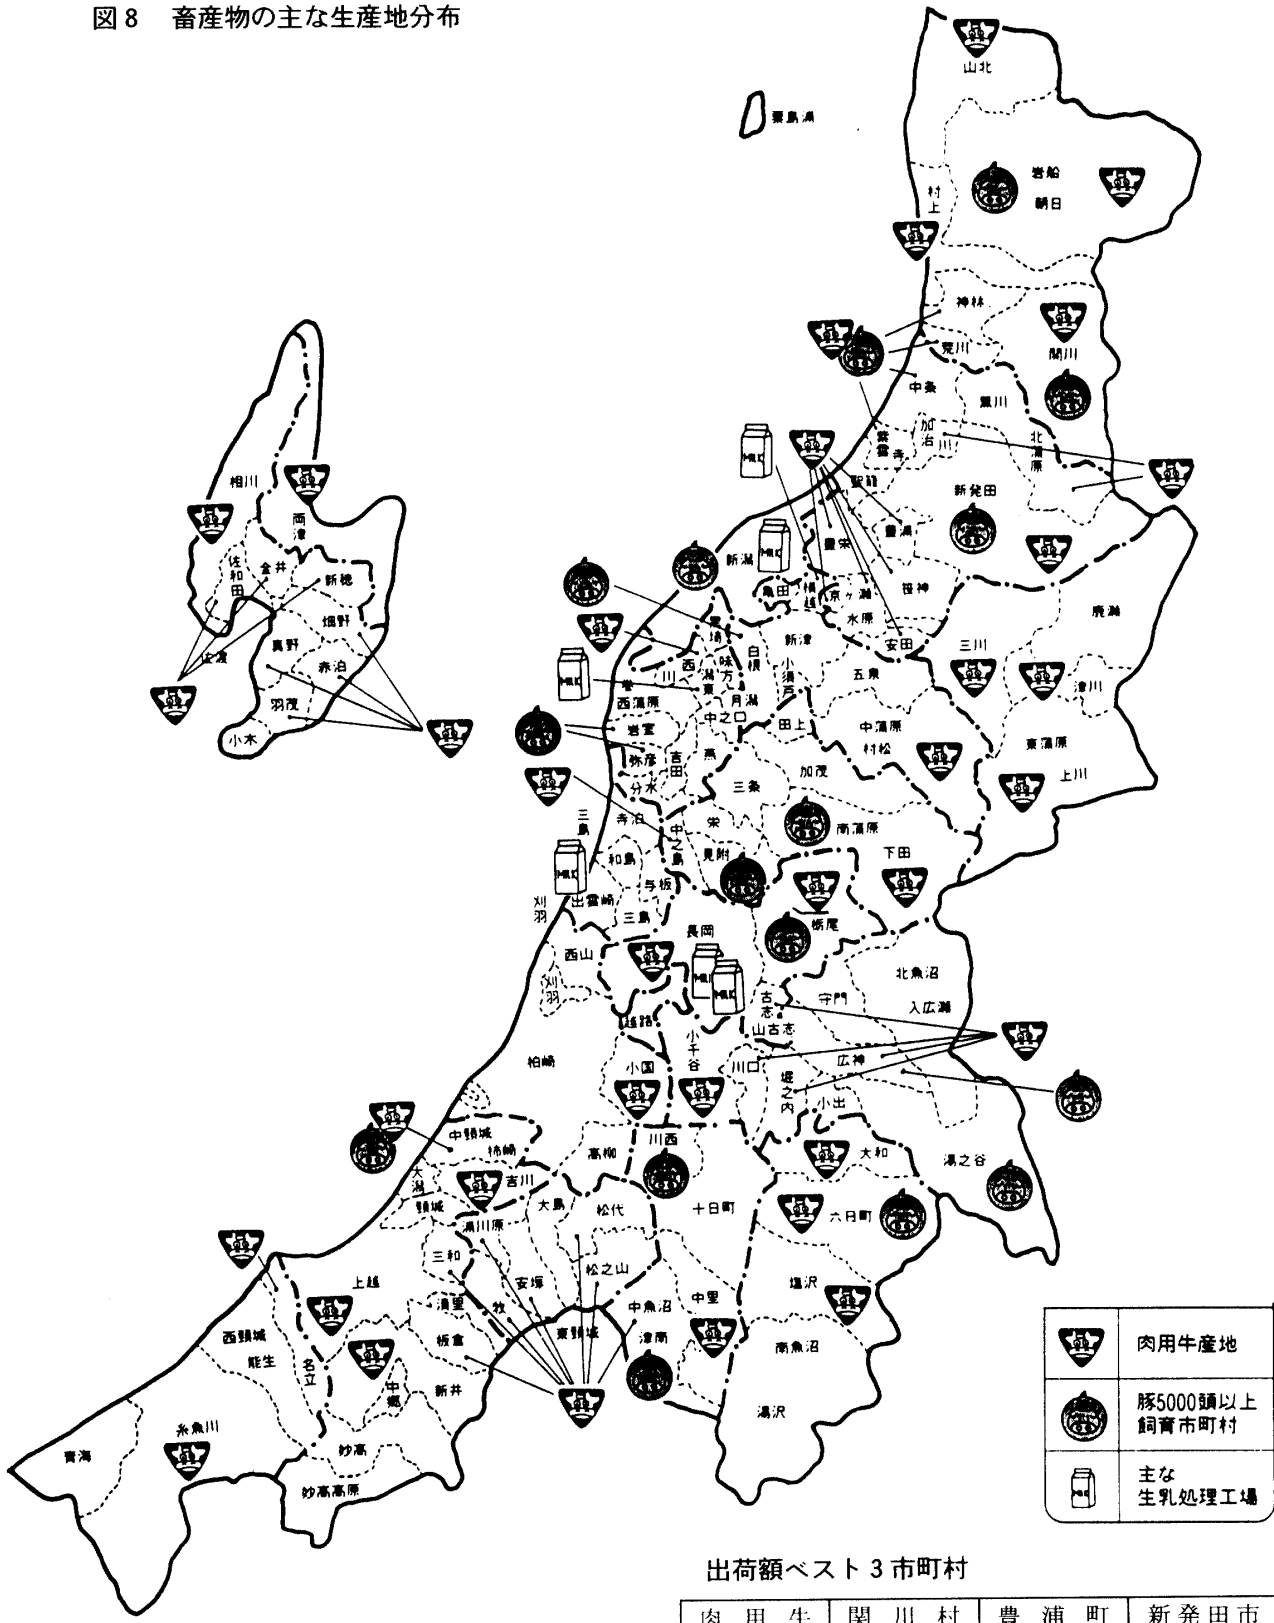 図8 畜産物の主な生産地分布
山北
粟島浦
岩船
朝日
村上
神林
荒川
関川
中条
黒川
紫雲寺
加治川
北蒲原
新発田
聖籠
豊栄
豊浦
笹神
京ヶ瀬
水原
安田
新潟
亀田
横越
新津
小須戸
五泉
三川
鹿瀬
津川
東蒲原
上川
中蒲原
村松
黒埼
味方
白根
西川
潟東
月潟
中之口
巻
西蒲原
岩室
弥彦
吉田
分水
燕
田上
加茂
三条
栄
南蒲原
下田
見附
中之島
三島
寺泊
和島
与板
出雲崎
三島
刈羽
西山
刈羽
長岡
栃尾
越路
小千谷
小国
古志
山古志
守門
北魚沼
入広瀬
川口
堀之内
広神
小出
湯之谷
柏崎
中頸城
柿崎
大潟
頸城
吉川
高柳
川西
十日町
大和
六日町
塩沢
南魚沼
湯沢
大島
松代
浦川原
三和
安塚
松之山
牧
東頸城
中魚沼
津南
中里
上越
清里
板倉
新井
中郷
妙高
妙高高原
西頸城
能生
名立
糸魚川
青海
相川
両津
佐和田
金井
新穂
畑野
真野
赤泊
羽茂
小木
佐渡
MILK
MILK
MILK
MILK
MILK
MILK
肉用牛産地
豚5000頭以上
飼育市町村
MILK
主な
生乳処理工場
出荷額ベスト3市町村
肉用牛 関川村 豊浦町 新発田市